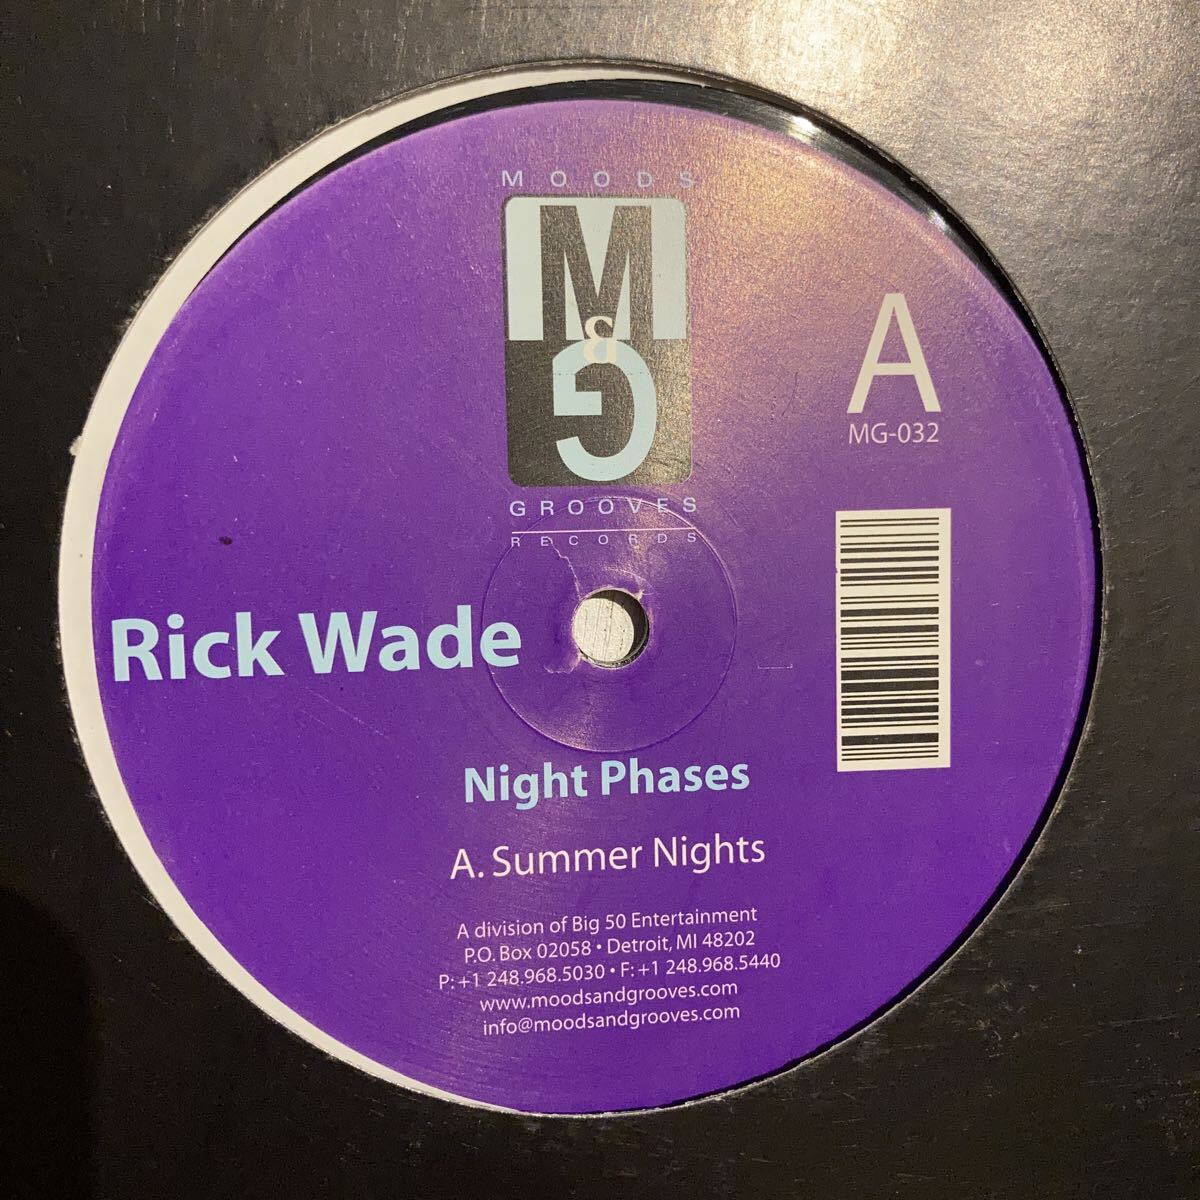 MOODS
M
&
G
GROOVES
RECORDS
A
MG-032
Rick Wade
Night Phases
A. Summer Nights
A division of Big 50 Entertainment
P.O. Box 02058 • Detroit, MI 48202
P: +1 248.968.5030 • F: +1 248.968.5440
www.moodsandgrooves.com
info@moodsandgrooves.com